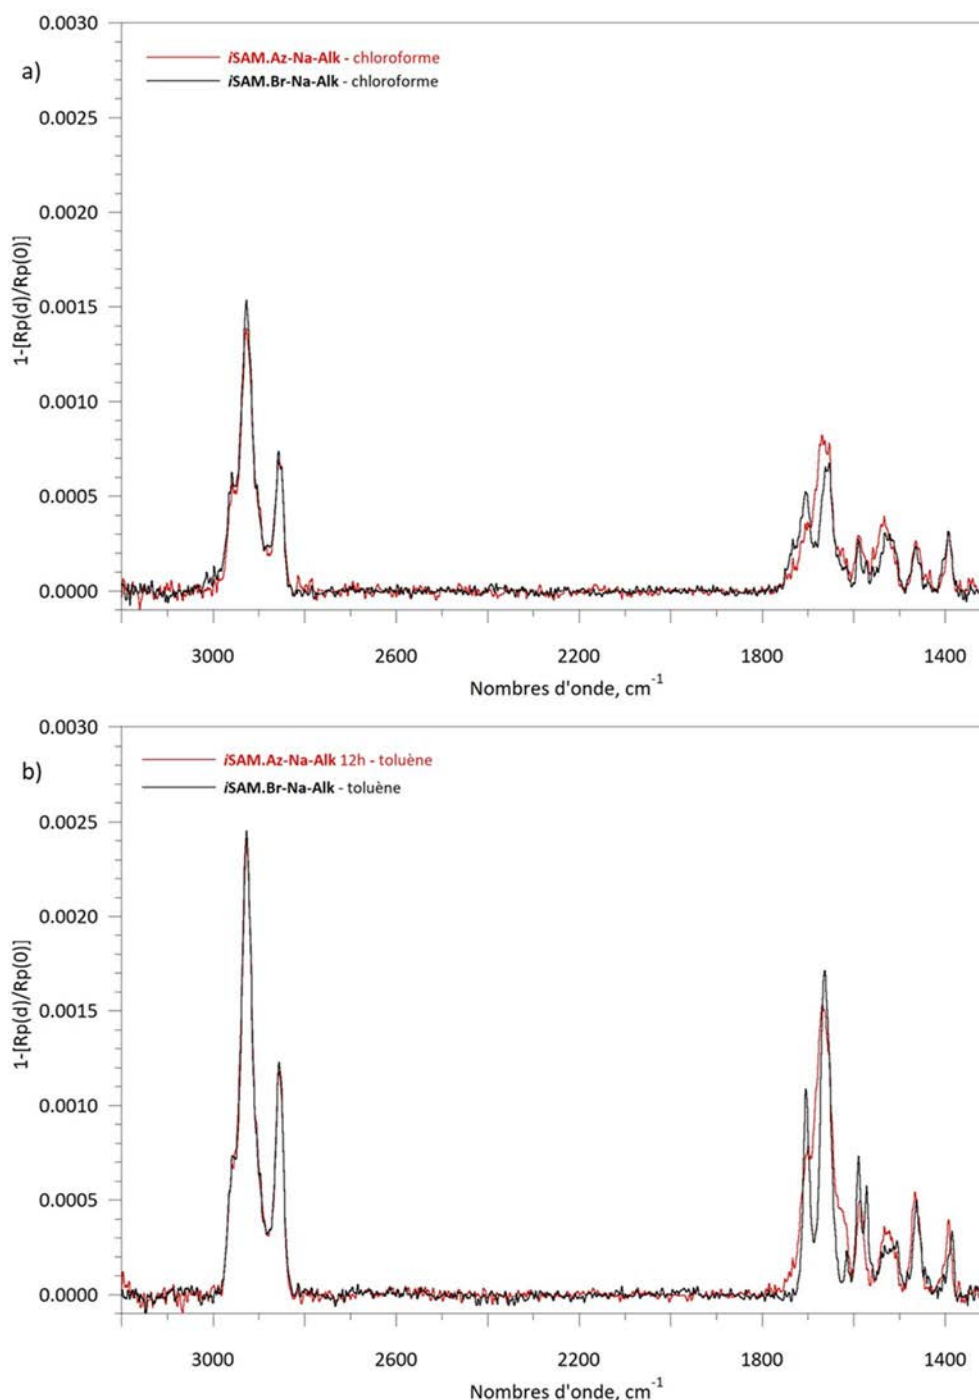 a)
iSAM.Az-Na-Alk - chloroforme
iSAM.Br-Na-Alk - chloroforme
0.0030
0.0025
0.0020
0.0015
0.0010
0.0005
0.0000
1-[Rp(d)/Rp(0)]
3000 2600 2200 1800 1400
Nombres d'onde, cm-1
b)
iSAM.Az-Na-Alk 12h - toluène
iSAM.Br-Na-Alk - toluène
0.0030
0.0025
0.0020
0.0015
0.0010
0.0005
0.0000
1-[Rp(d)/Rp(0)]
3000 2600 2200 1800 1400
Nombres d'onde, cm-1